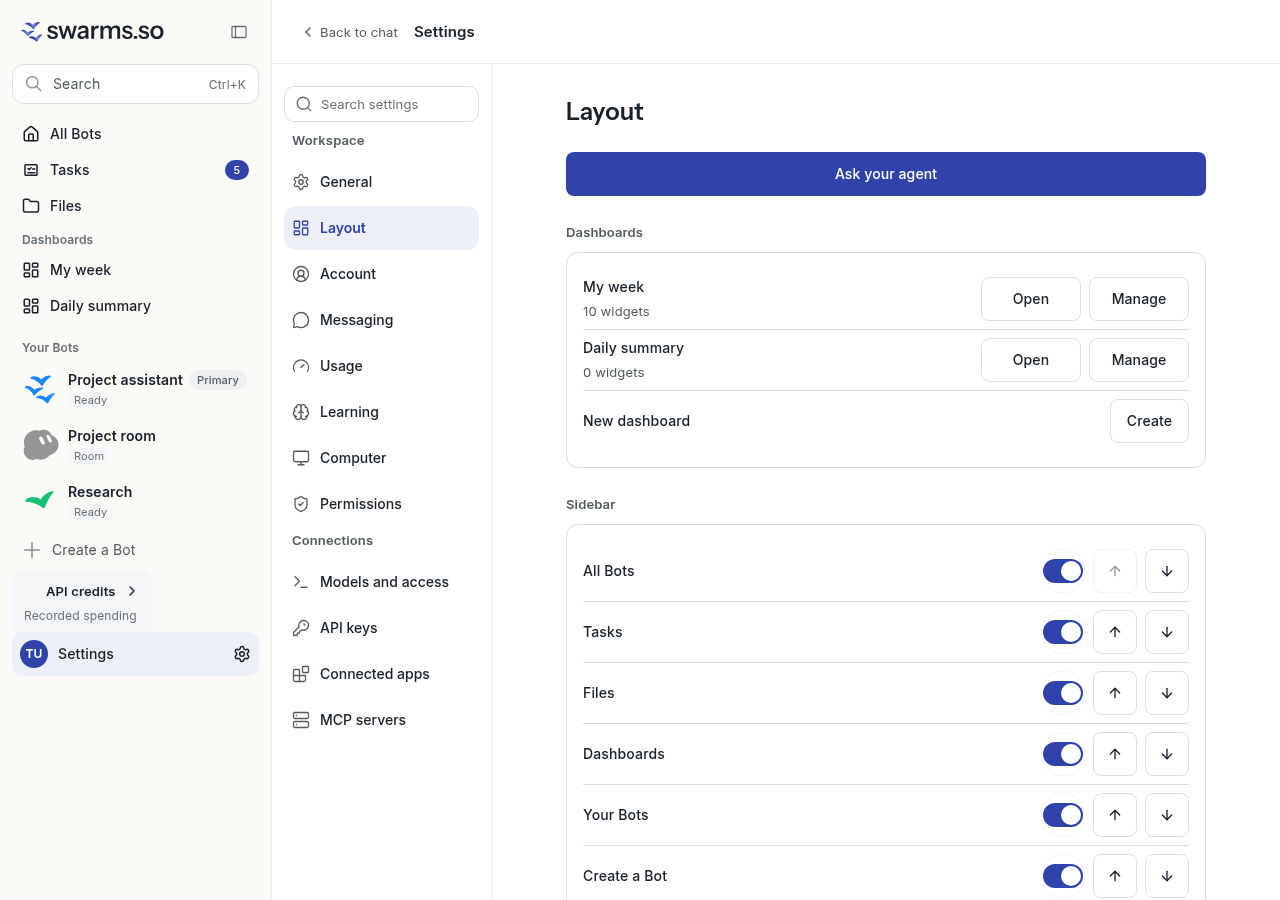 swarms.so
Search Ctrl+K
All Bots
Tasks 5
Files
Dashboards
My week
Daily summary
Your Bots
Project assistant Primary
Ready
Project room
Room
Research
Ready
Create a Bot
API credits
Recorded spending
TU Settings
Back to chat Settings
Search settings
Workspace
General
Layout
Account
Messaging
Usage
Learning
Computer
Permissions
Connections
Models and access
API keys
Connected apps
MCP servers
Layout
Ask your agent
Dashboards
My week
10 widgets
Open Manage
Daily summary
0 widgets
Open Manage
New dashboard Create
Sidebar
All Bots
Tasks
Files
Dashboards
Your Bots
Create a Bot